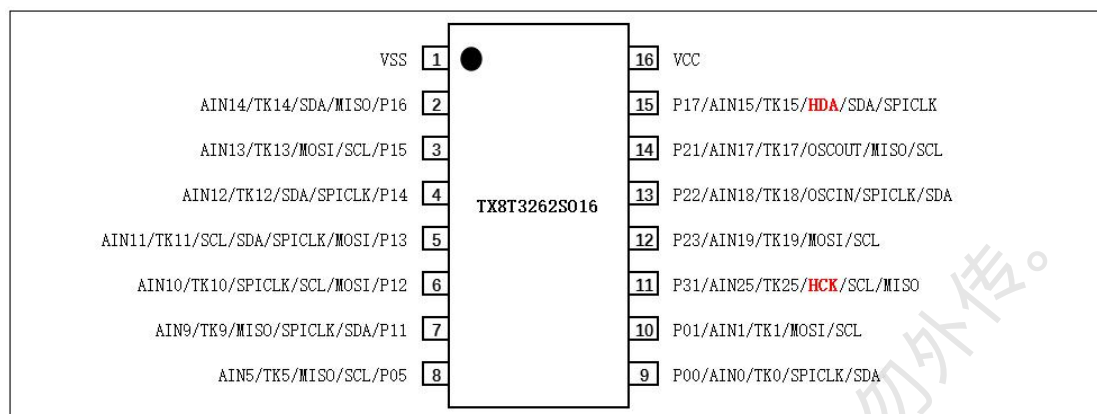 VSS 1 16 VCC
AIN14/TK14/SDA/MISO/P16 2 15 P17/AIN15/TK15/HDA/SDA/SPICLK
AIN13/TK13/MOSI/SCL/P15 3 14 P21/AIN17/TK17/OSCOUT/MISO/SCL
AIN12/TK12/SDA/SPICLK/P14 4 13 P22/AIN18/TK18/OSCIN/SPICLK/SDA
TX8T3262SO16
AIN11/TK11/SCL/SDA/SPICLK/MOSI/P13 5 12 P23/AIN19/TK19/MOSI/SCL
AIN10/TK10/SPICLK/SCL/MOSI/P12 6 11 P31/AIN25/TK25/HCK/SCL/MISO
AIN9/TK9/MISO/SPICLK/SDA/P11 7 10 P01/AIN1/TK1/MOSI/SCL
AIN5/TK5/MISO/SCL/P05 8 9 P00/AIN0/TK0/SPICLK/SDA
勿外传。